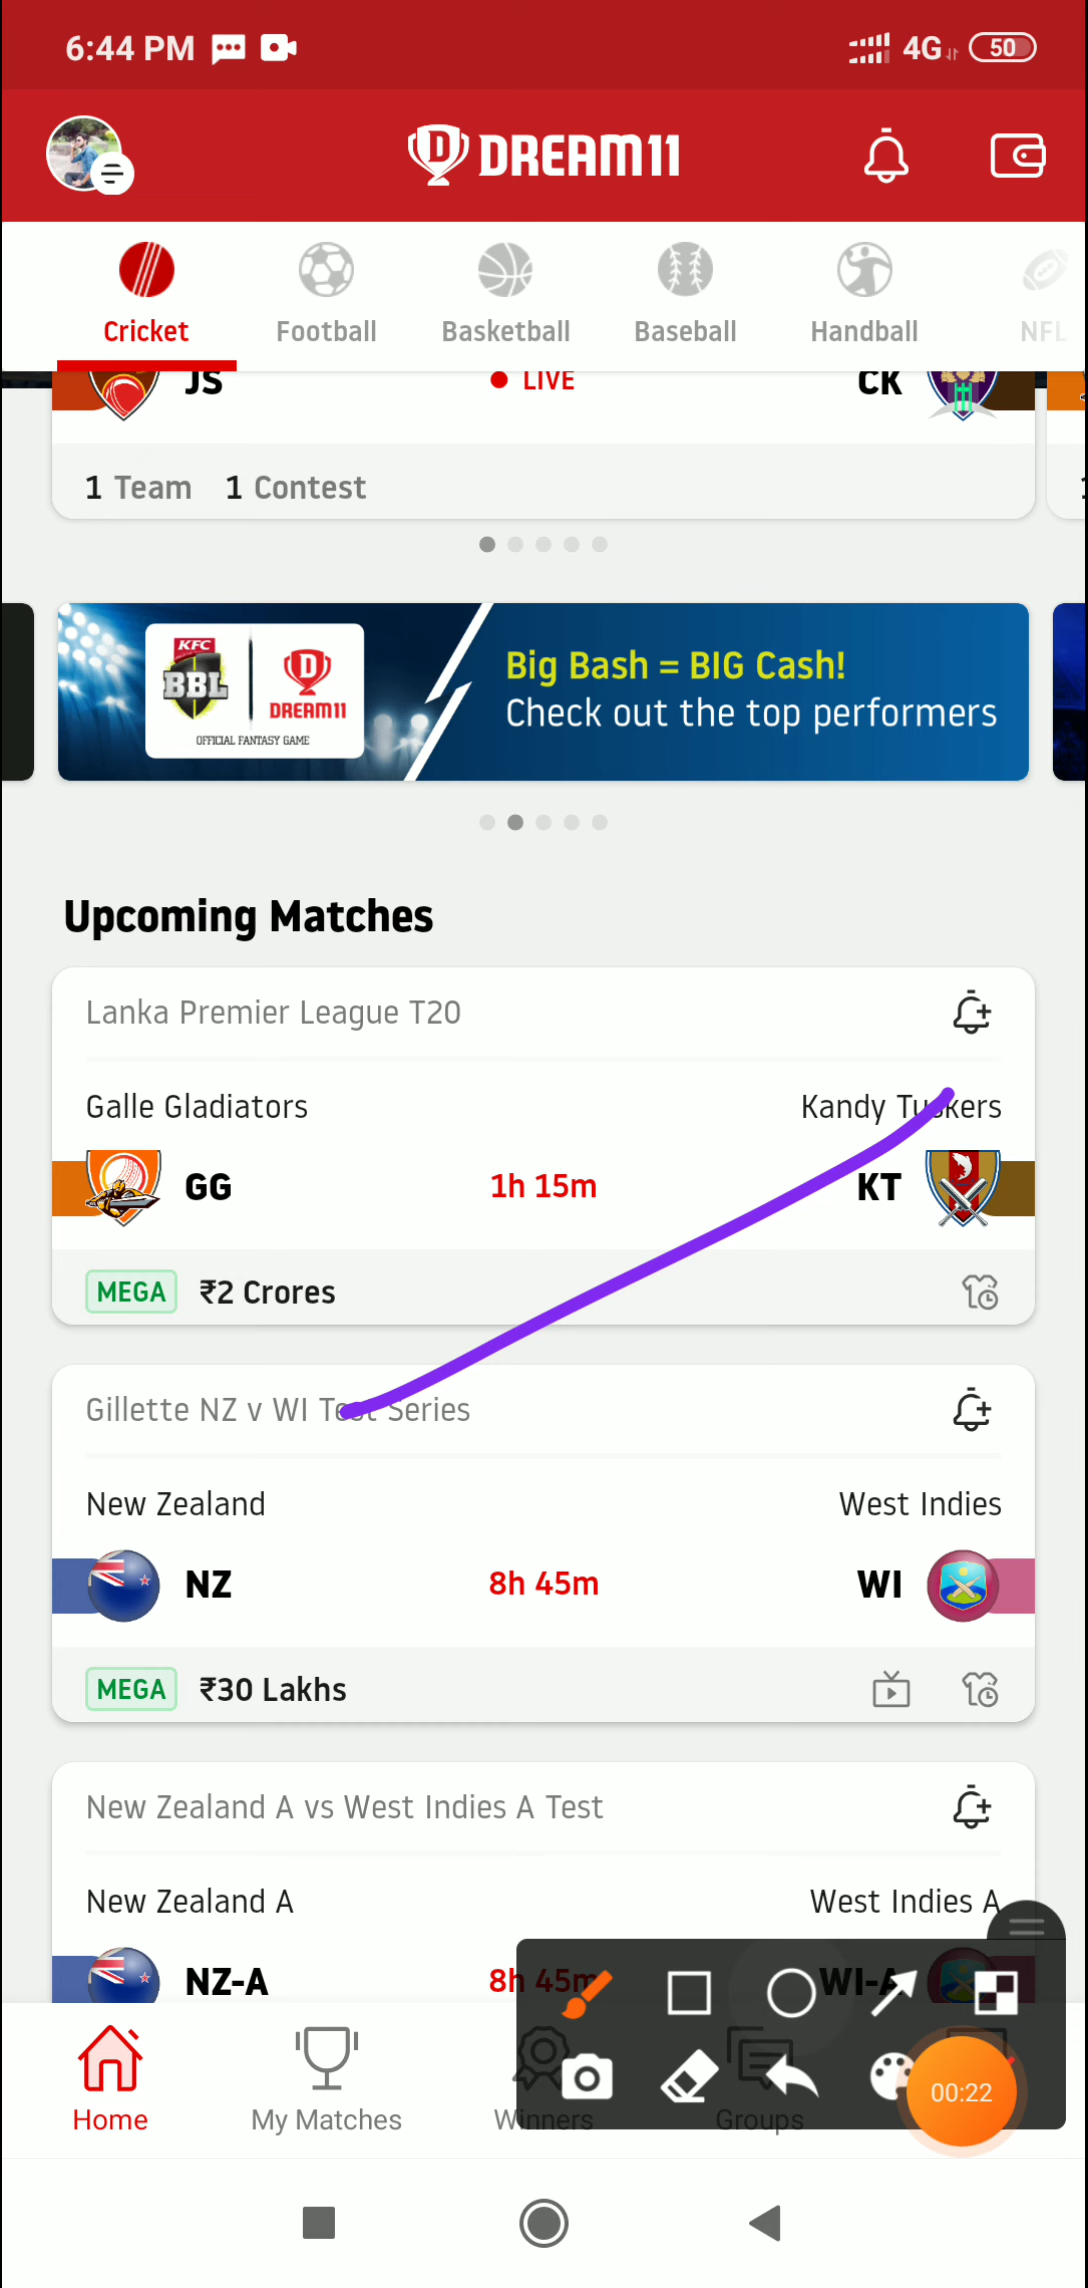 6:44 PM 4G 50
DREAM11
Cricket Football Basketball Baseball Handball NFL
JS LIVE CK
1 Team 1 Contest
KFC
BBL DREAM11
OFFICIAL FANTASY GAME
Big Bash = BIG Cash!
Check out the top performers
Upcoming Matches
Lanka Premier League T20
Galle Gladiators Kandy Tuskers
GG 1h 15m KT
MEGA ₹2 Crores
Gillette NZ v WI Test Series
New Zealand West Indies
NZ 8h 45m WI
MEGA ₹30 Lakhs
New Zealand A vs West Indies A Test
New Zealand A West Indies A
NZ-A 8h 45m WI-A
00:22
Home My Matches Winners Groups